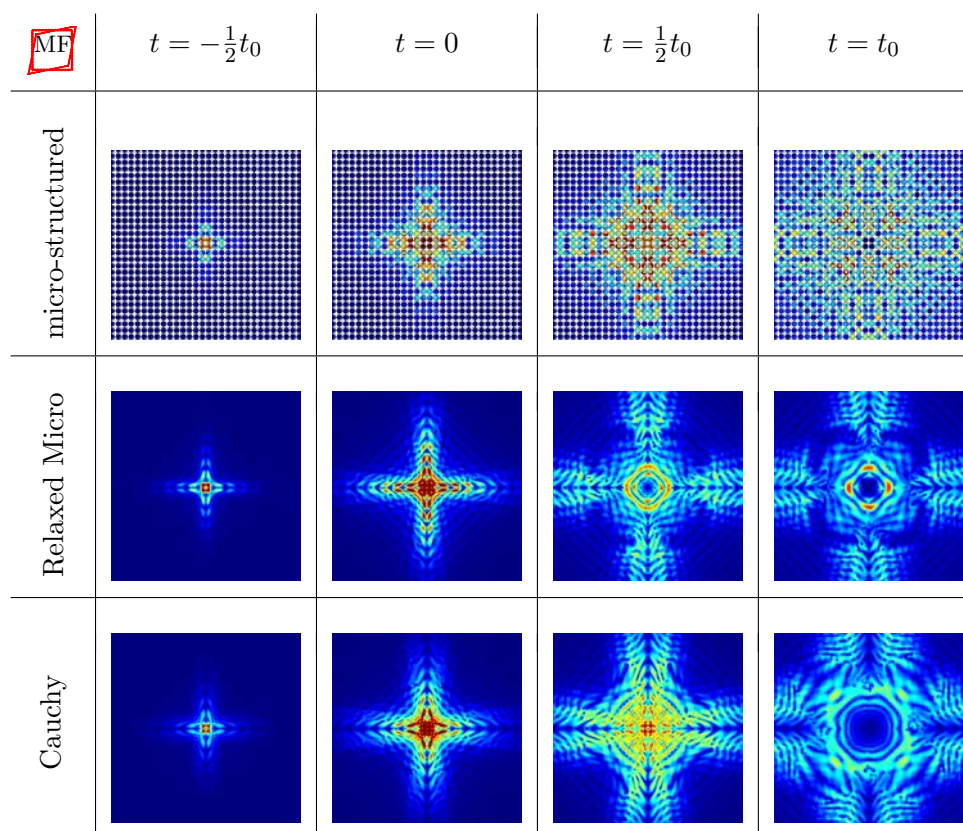 MF t = −½t₀ t = 0 t = ½t₀ t = t₀
micro-structured
Relaxed Micro
Cauchy